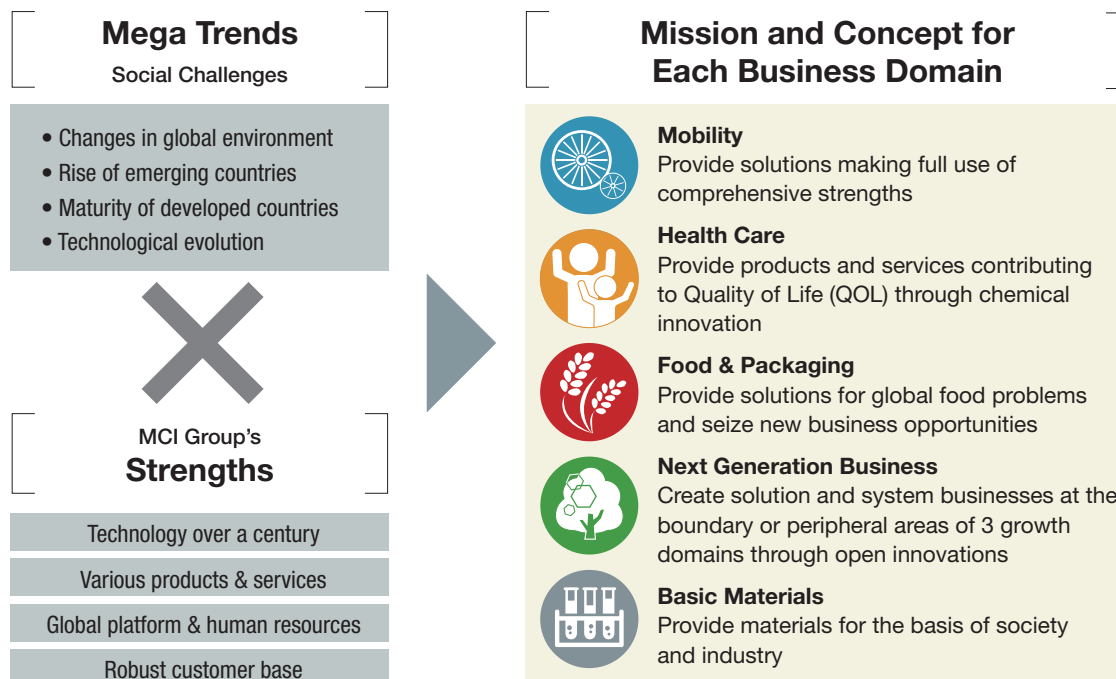 Mega Trends
Social Challenges
• Changes in global environment
• Rise of emerging countries
• Maturity of developed countries
• Technological evolution
MCI Group's
Strengths
Technology over a century
Various products & services
Global platform & human resources
Robust customer base
Mission and Concept for
Each Business Domain
Mobility
Provide solutions making full use of
comprehensive strengths
Health Care
Provide products and services contributing
to Quality of Life (QOL) through chemical
innovation
Food & Packaging
Provide solutions for global food problems
and seize new business opportunities
Next Generation Business
Create solution and system businesses at the
boundary or peripheral areas of 3 growth
domains through open innovations
Basic Materials
Provide materials for the basis of society
and industry